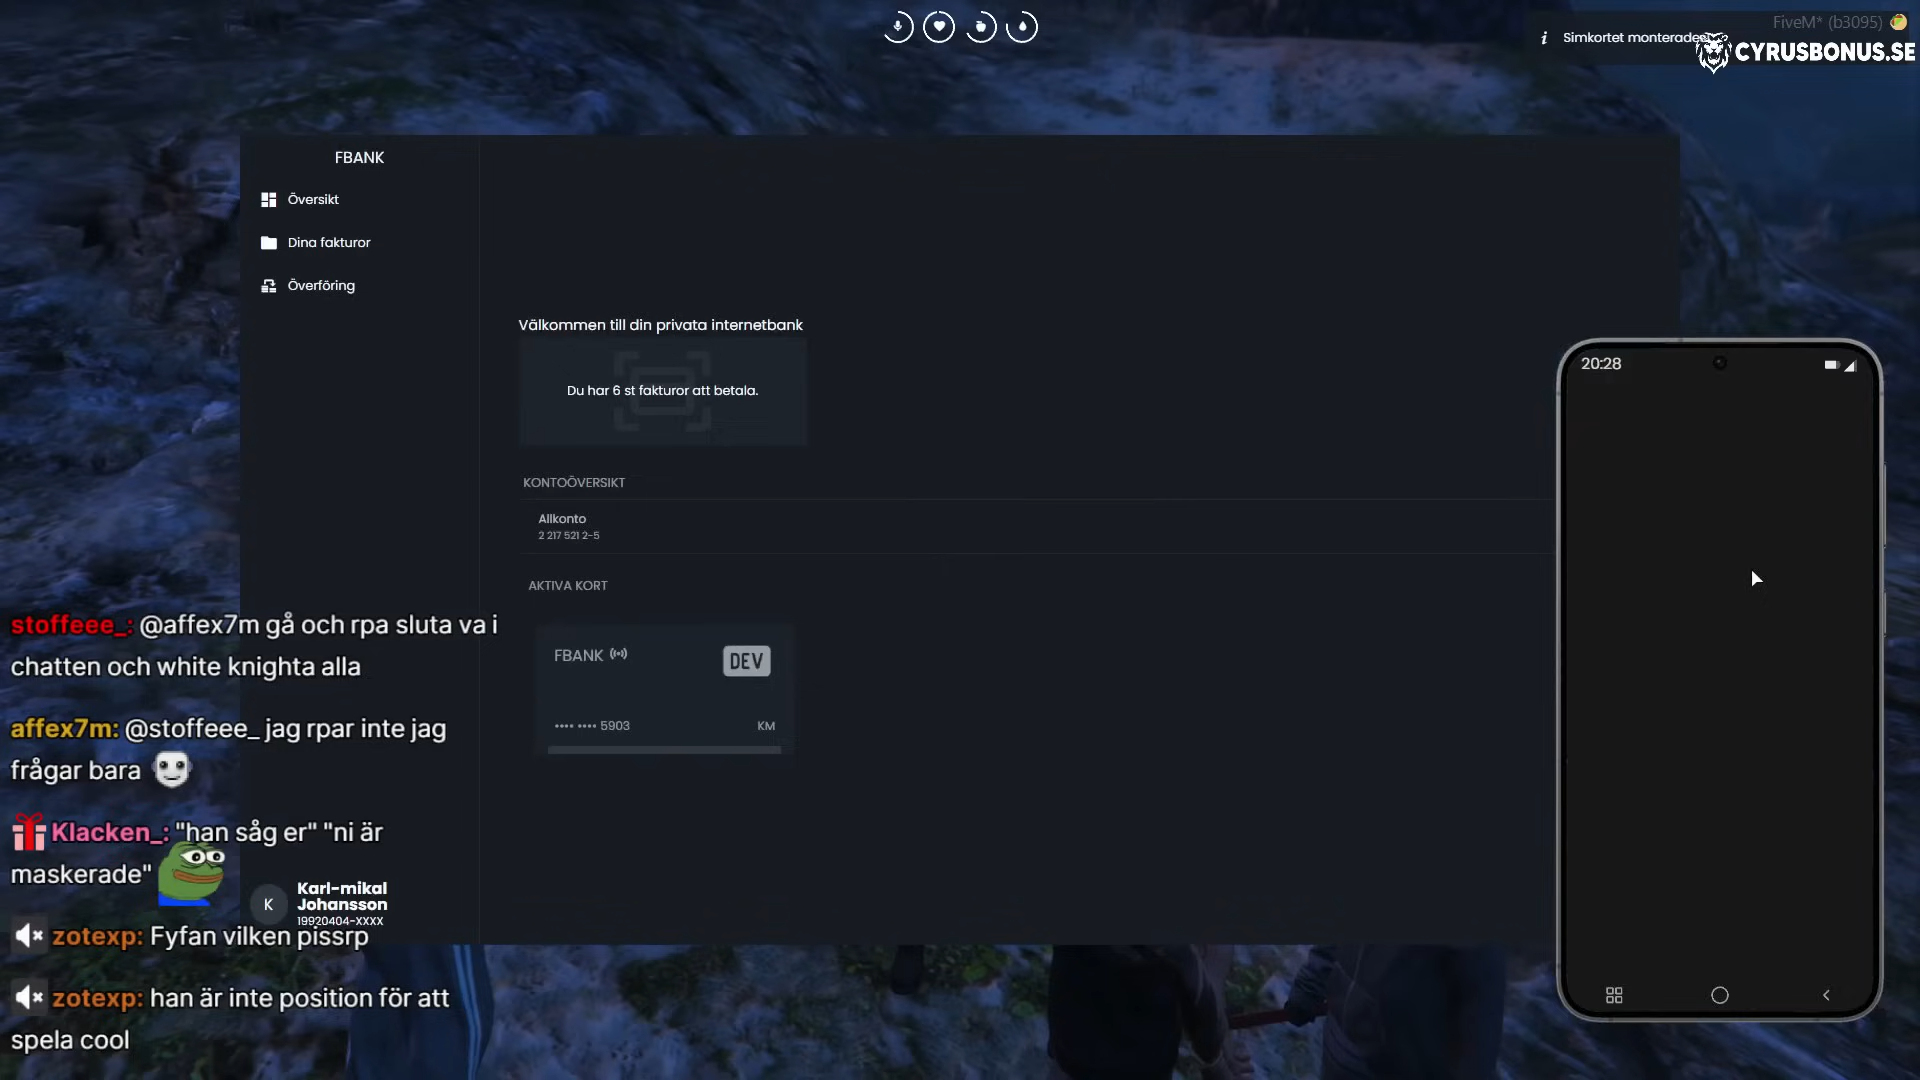 FiveM* (b3095)
Simkortet monterades
CYRUSBONUS.SE
FBANK
Översikt
Dina fakturor
Överföring
Välkommen till din privata internetbank
Du har 6 st fakturor att betala.
KONTOÖVERSIKT
Allkonto
2 217 521 2-5
AKTIVA KORT
FBANK
DEV
•••• •••• 5903
KM
Karl-mikal
Johansson
K
19920404-XXXX
20:28
stoffeee_: @affex7m gå och rpa sluta va i
chatten och white knighta alla
affex7m: @stoffeee_ jag rpar inte jag
frågar bara
Klacken_: "han såg er" "ni är
maskerade"
zotexp: Fyfan vilken pissrp
zotexp: han är inte position för att
spela cool